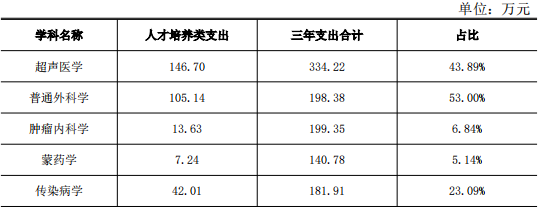 单位：万元
学科名称 人才培养类支出 三年支出合计 占比
超声医学 146.70 334.22 43.89%
普通外科学 105.14 198.38 53.00%
肿瘤内科学 13.63 199.35 6.84%
蒙药学 7.24 140.78 5.14%
传染病学 42.01 181.91 23.09%